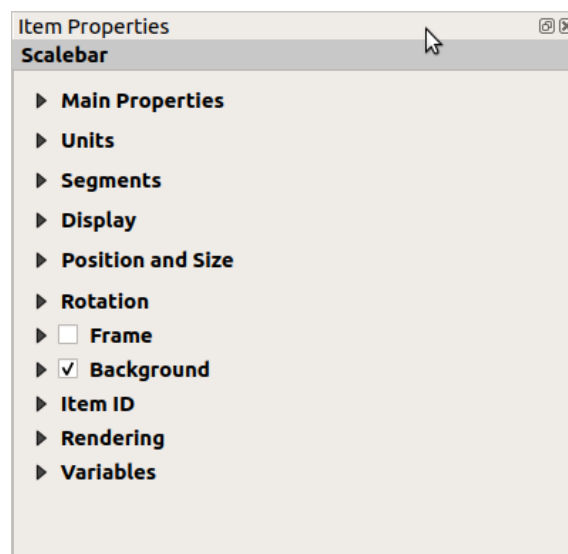 Item Properties
Scalebar
Main Properties
Units
Segments
Display
Position and Size
Rotation
Frame
Background
Item ID
Rendering
Variables